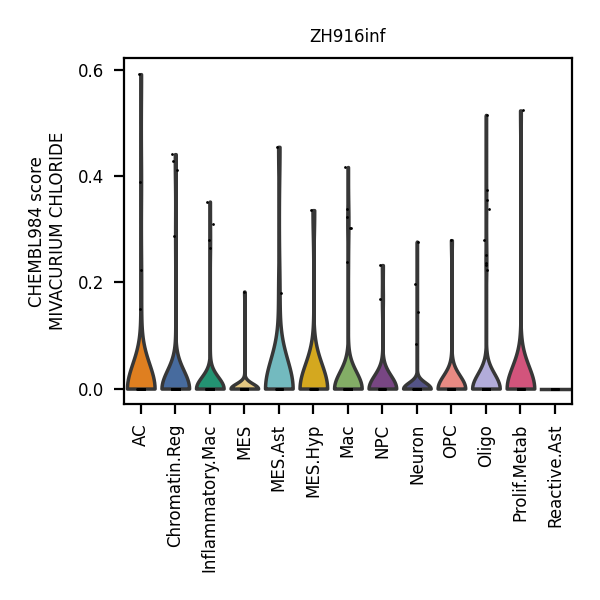 ZH916inf
CHEMBL984 score
MIVACURIUM CHLORIDE
0.6
0.4
0.2
0.0
AC
Chromatin.Reg
Inflammatory.Mac
MES
MES.Ast
MES.Hyp
Mac
NPC
Neuron
OPC
Oligo
Prolif.Metab
Reactive.Ast